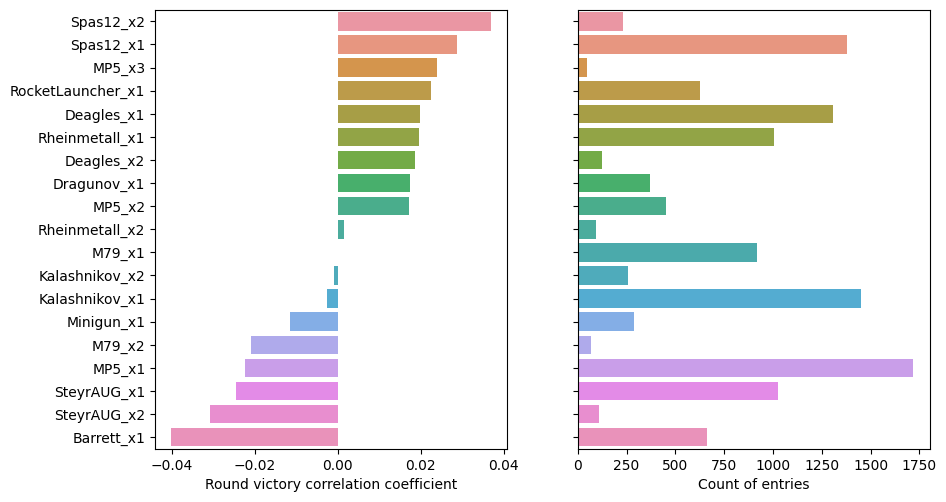 Spas12_x2
Spas12_x1
MP5_x3
RocketLauncher_x1
Deagles_x1
Rheinmetall_x1
Deagles_x2
Dragunov_x1
MP5_x2
Rheinmetall_x2
M79_x1
Kalashnikov_x2
Kalashnikov_x1
Minigun_x1
M79_x2
MP5_x1
SteyrAUG_x1
SteyrAUG_x2
Barrett_x1
−0.04 −0.02 0.00 0.02 0.04
Round victory correlation coefficient
0 250 500 750 1000 1250 1500 1750
Count of entries